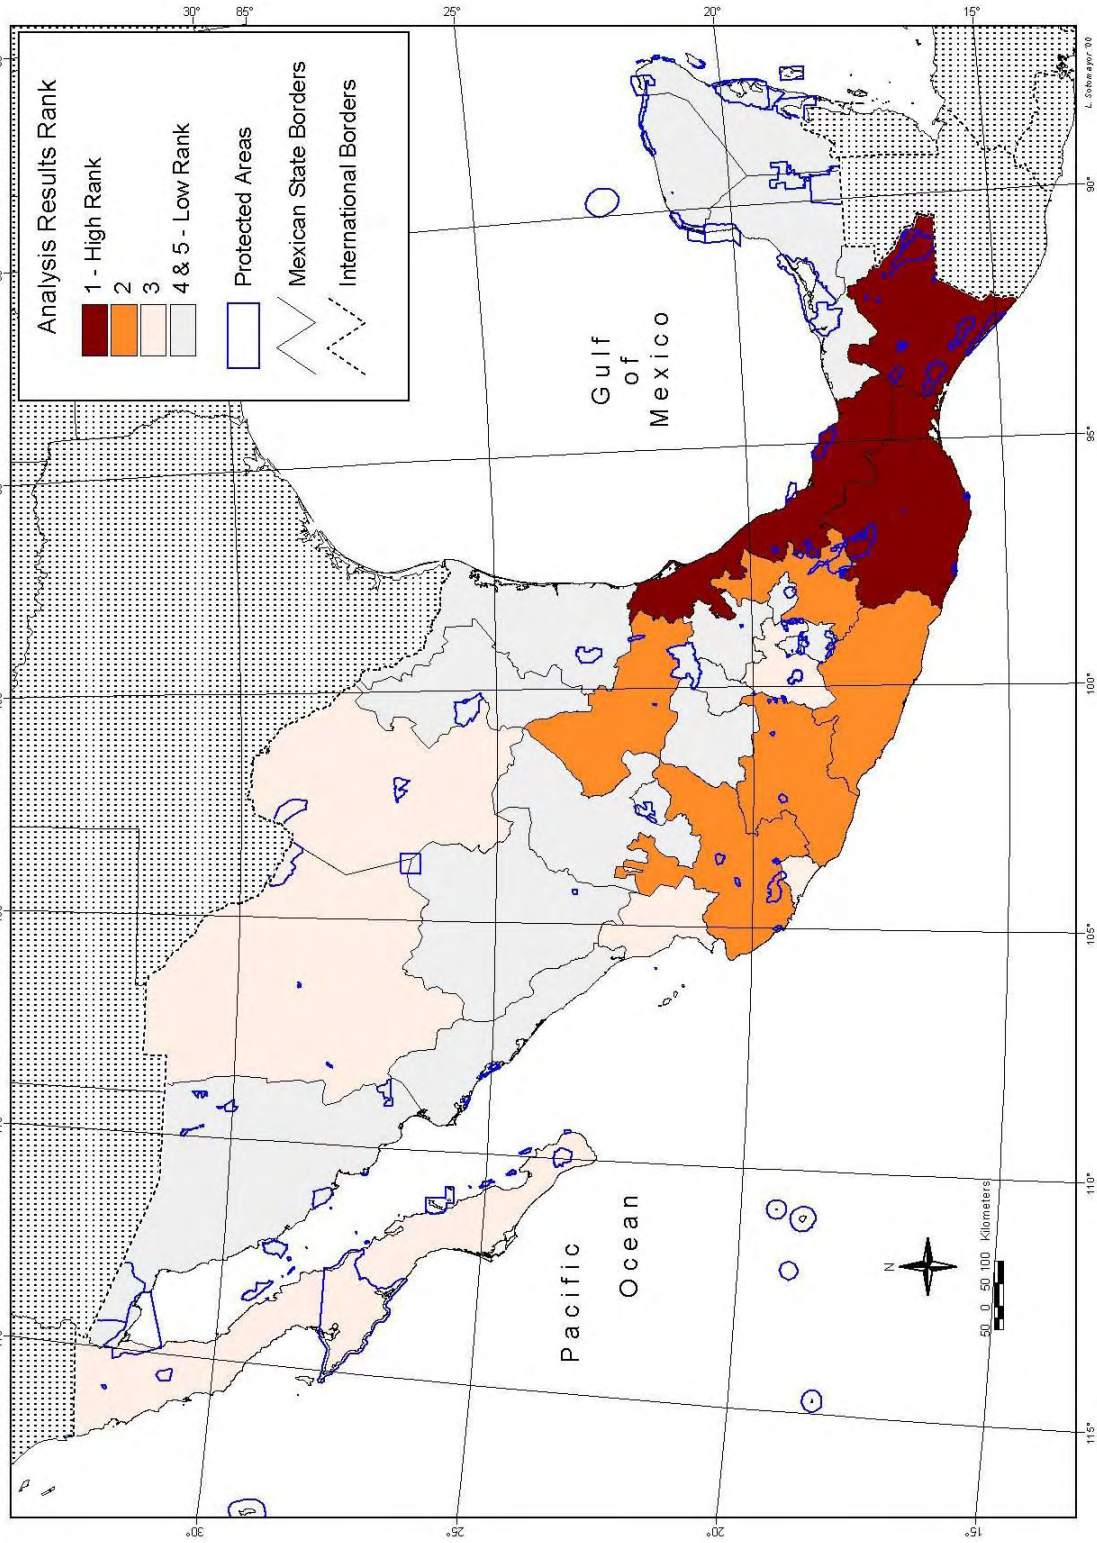 Analysis Results Rank
1 - High Rank
2
3
4 & 5 - Low Rank
Protected Areas
Mexican State Borders
International Borders
Gulf
of
Mexico
Pacific
Ocean
N
50 0 50 100 Kilometers
30°
85°
25°
20°
15°
90°
95°
100°
105°
110°
115°
30°
25°
20°
15°
L. Sotomayor '00